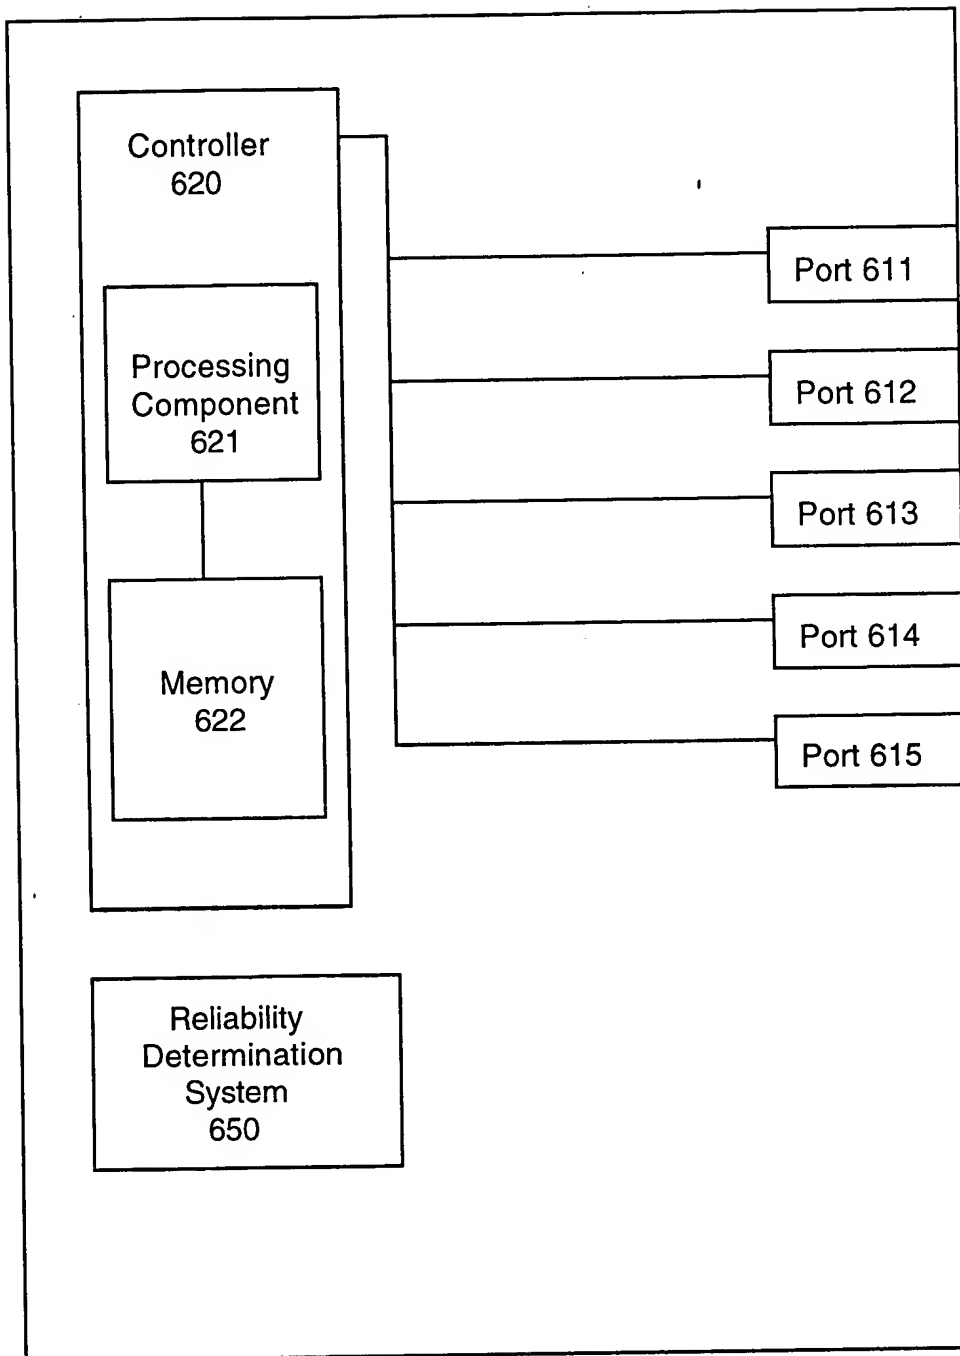 Controller
620
Processing
Component
621
Memory
622
Port 611
Port 612
Port 613
Port 614
Port 615
Reliability
Determination
System
650